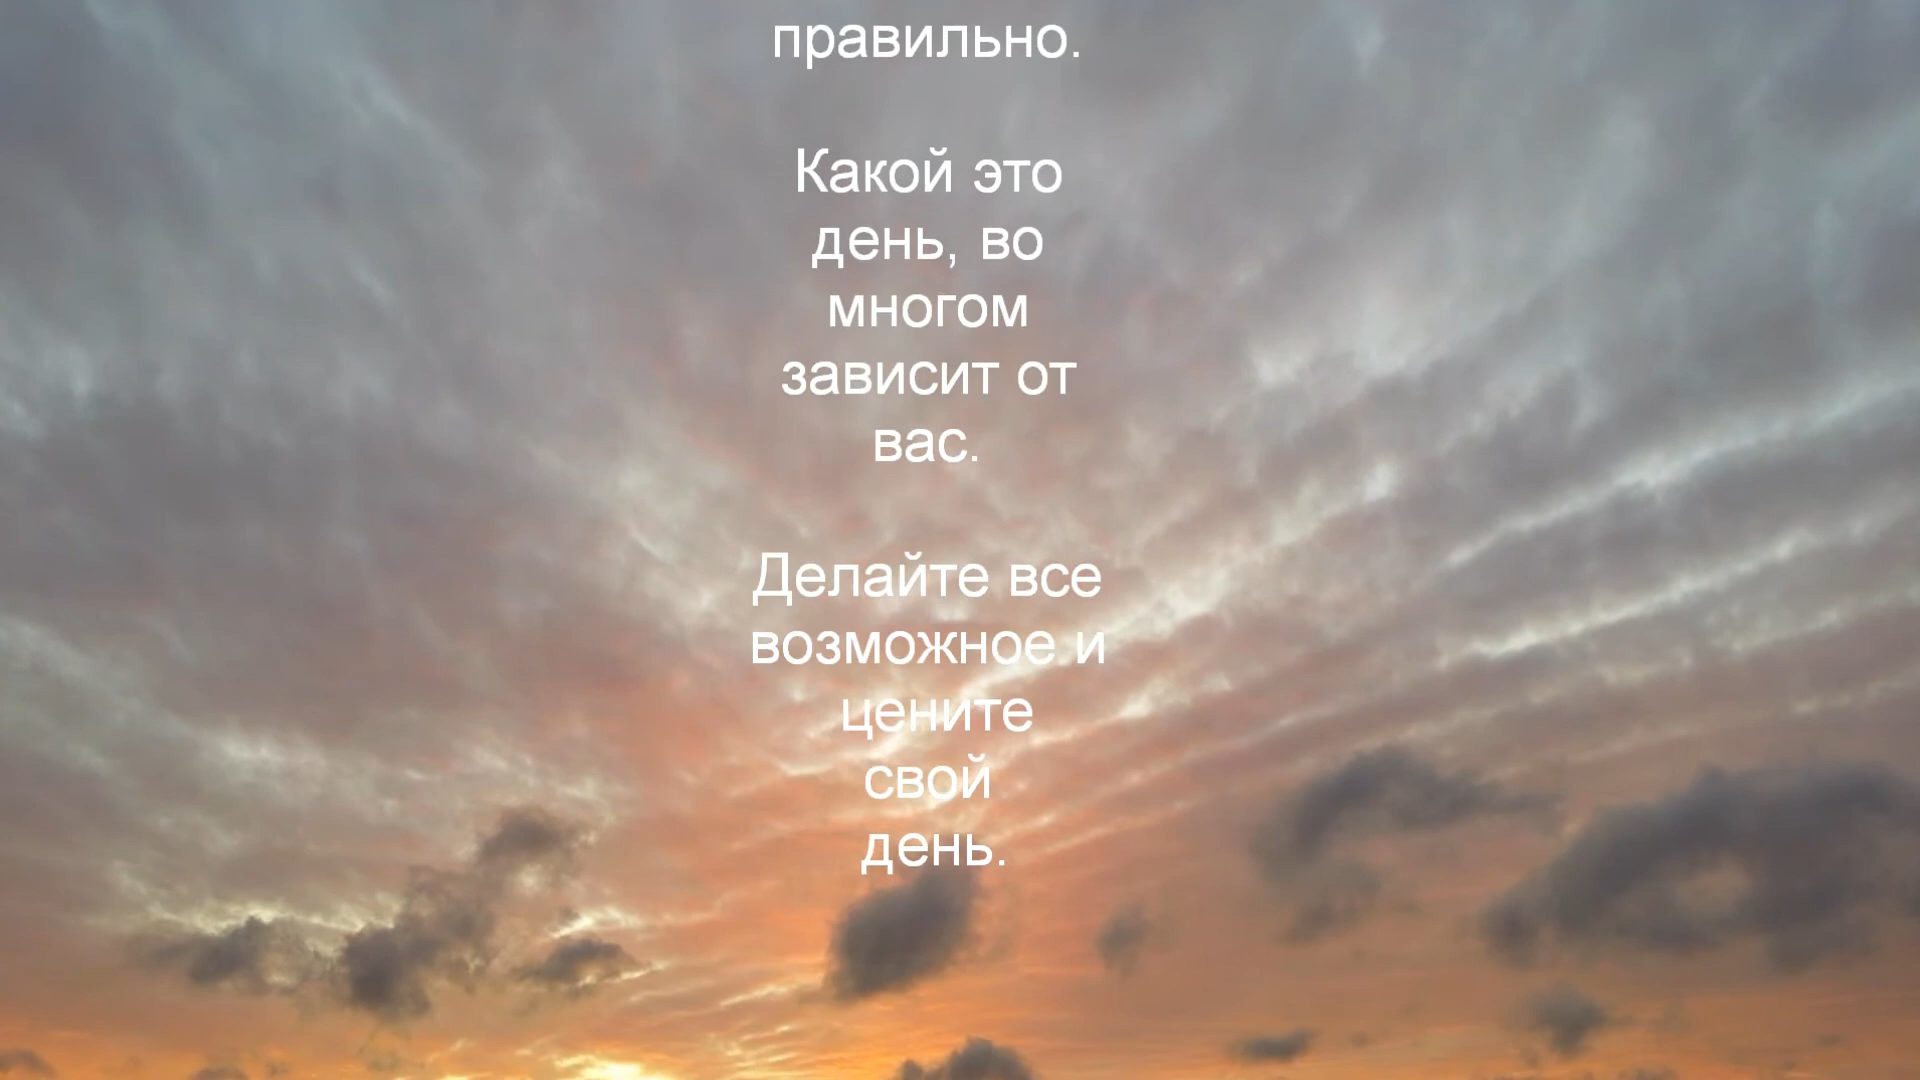 правильно.
Какой это
день, во
многом
зависит от
вас.
Делайте все
возможное и
цените
свой
день.